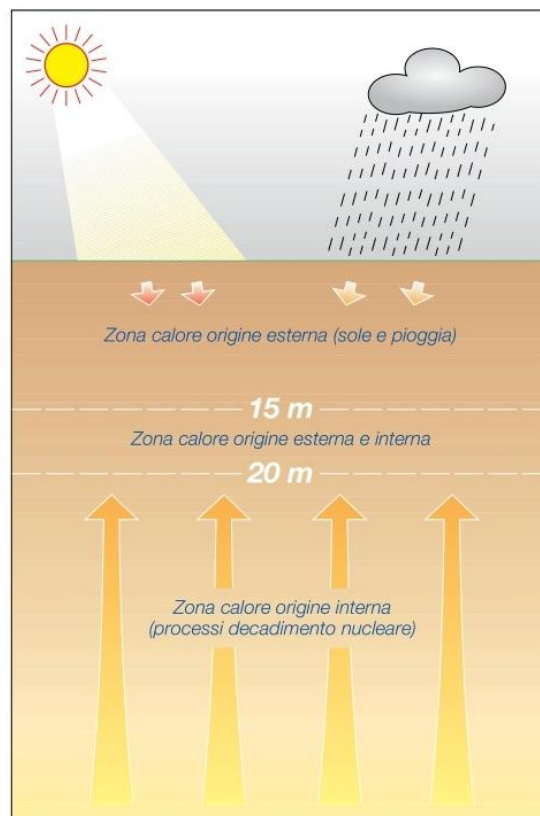 Zona calore origine esterna (sole e pioggia)
15 m
Zona calore origine esterna e interna
20 m
Zona calore origine interna
(processi decadimento nucleare)